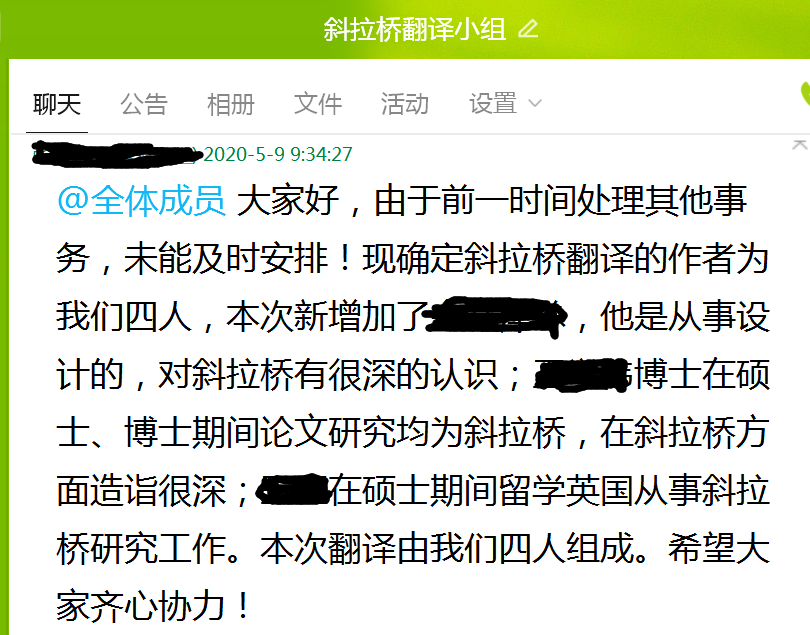 斜拉桥翻译小组
聊天 公告 相册 文件 活动 设置
2020-5-9 9:34:27
@全体成员 大家好，由于前一时间处理其他事
务，未能及时安排！现确定斜拉桥翻译的作者为
我们四人，本次新增加了，他是从事设
计的，对斜拉桥有很深的认识；博士在硕
士、博士期间论文研究均为斜拉桥，在斜拉桥方
面造诣很深；在硕士期间留学英国从事斜拉
桥研究工作。本次翻译由我们四人组成。希望大
家齐心协力！